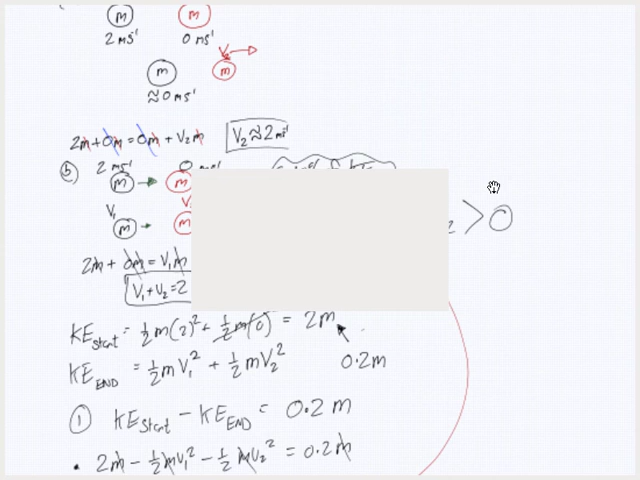 m m
2 ms⁻¹ 0 ms⁻¹
V₂
m m
≈0 ms⁻¹
2m+0m=0m+V₂m V₂≈2ms⁻¹
b 2 ms⁻¹
m m
V₁
m
2 >0
2m + 0m = V₁m
V₁+V₂=2
KE_start = ½m(2)²+½m(0) = 2m
KE_END = ½mV₁² + ½mV₂² 0.2m
① KE_Start − KE_END = 0.2 m
• 2m − ½mv₁² − ½mv₂² = 0.2m